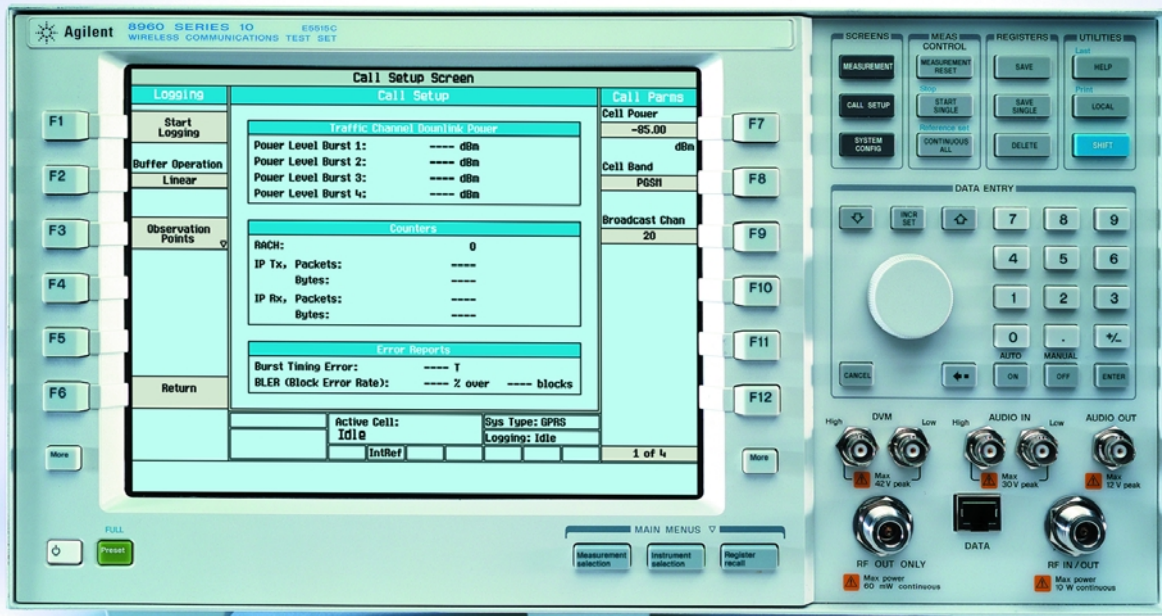 Agilent
8960 SERIES 10 E5515C
WIRELESS COMMUNICATIONS TEST SET
Call Setup Screen
Logging
Start
Logging
Buffer Operation
Linear
Observation
Points
Return
Call Setup
Traffic Channel Downlink Power
Power Level Burst 1: ---- dBm
Power Level Burst 2: ---- dBm
Power Level Burst 3: ---- dBm
Power Level Burst 4: ---- dBm
Counters
RACH: 0
IP Tx, Packets: ----
Bytes: ----
IP Rx, Packets: ----
Bytes: ----
Error Reports
Burst Timing Error: ---- T
BLER (Block Error Rate): ---- % over ---- blocks
Active Cell:
Idle
Sys Type: GPRS
Logging: Idle
IntRef
Call Parms
Cell Power
-85.00
dBm
Cell Band
PGSM
Broadcast Chan
20
1 of 4
F1
F2
F3
F4
F5
F6
More
F7
F8
F9
F10
F11
F12
More
FULL
Preset
MAIN MENUS ▽
Measurement
selection
Instrument
selection
Register
recall
SCREENS
MEASUREMENT
CALL SETUP
SYSTEM
CONFIG
MEAS
CONTROL
MEASUREMENT
RESET
Stop
START
SINGLE
Reference set
CONTINUOUS
ALL
REGISTERS
SAVE
SAVE
SINGLE
DELETE
UTILITIES
Last
HELP
Print
LOCAL
SHIFT
DATA ENTRY
INCR
SET
7 8 9
4 5 6
1 2 3
0 . +/-
AUTO MANUAL
CANCEL ON OFF ENTER
High DVM Low
Max
42 V peak
High AUDIO IN Low
Max
30 V peak
AUDIO OUT
Max
12 V peak
RF OUT ONLY
Max power
60 mW continuous
DATA
RF IN/OUT
Max power
10 W continuous